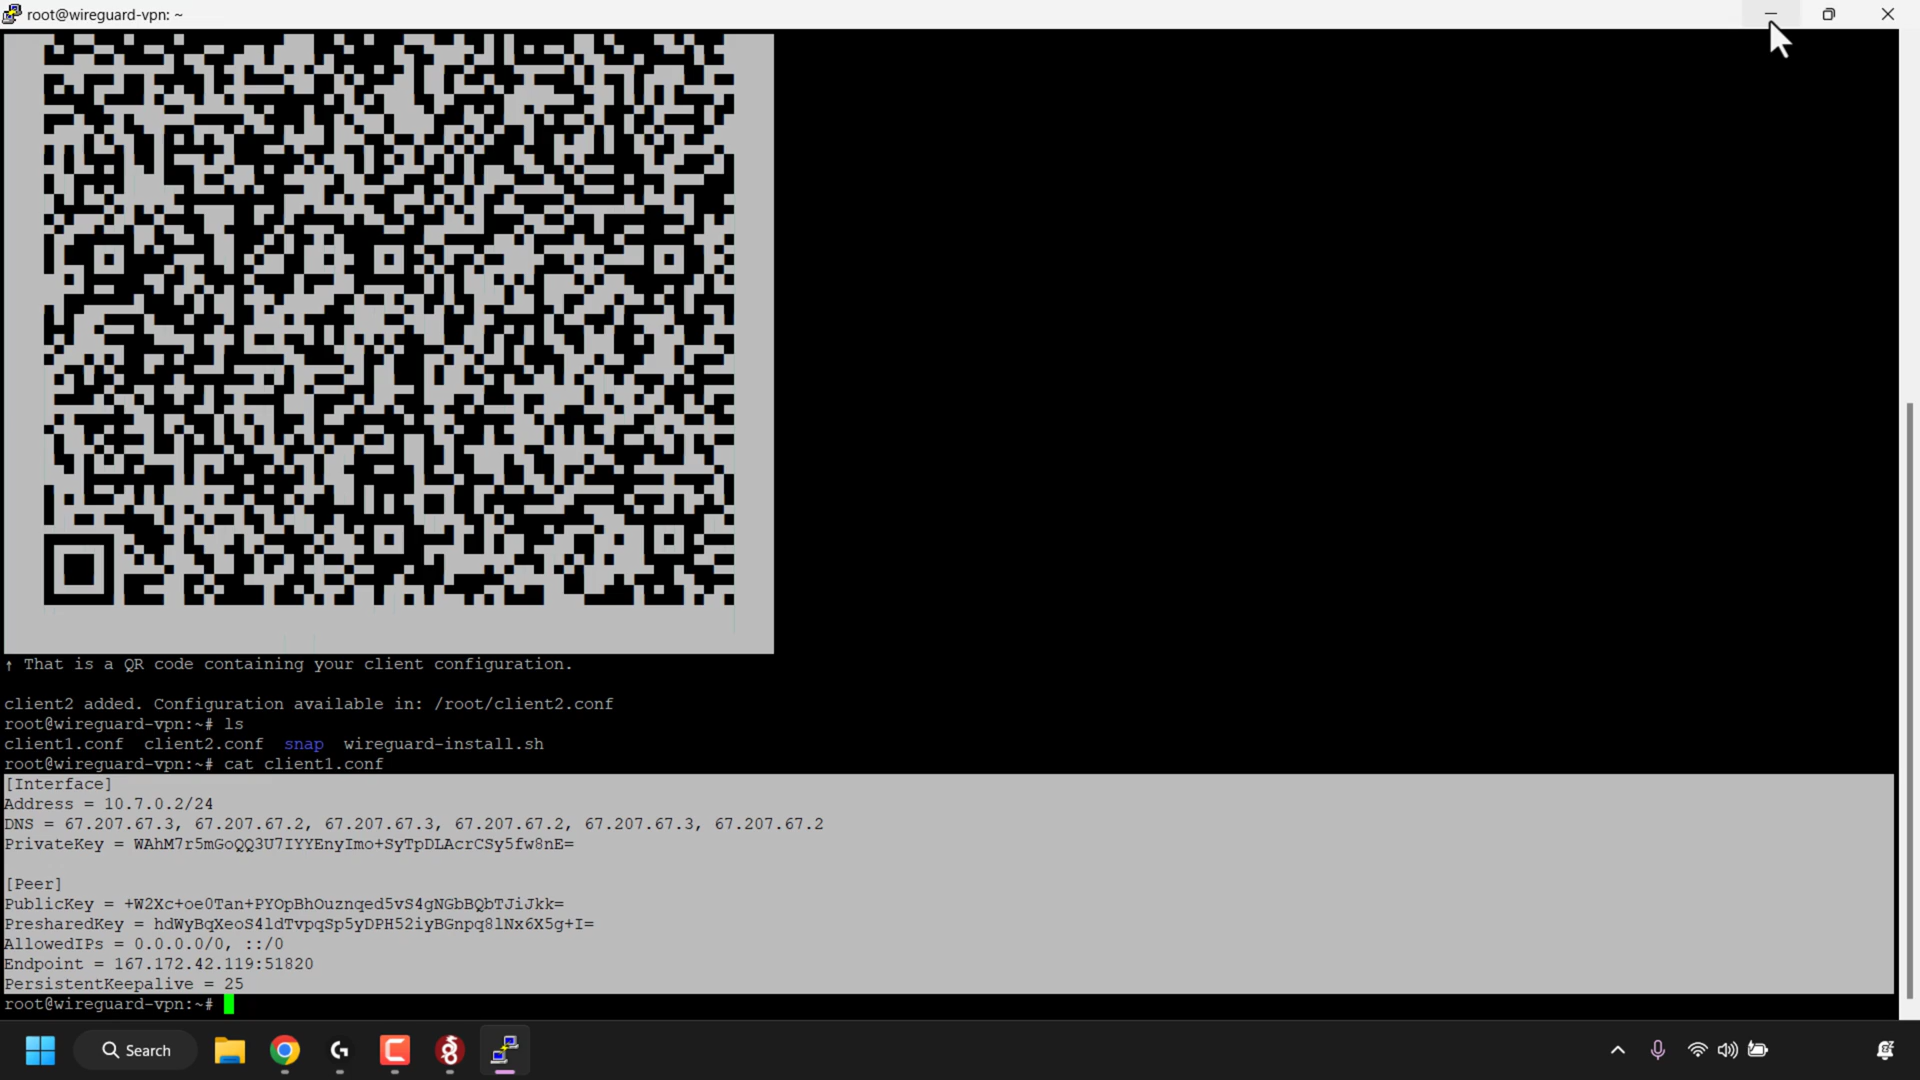 root@wireguard-vpn: ~
↑ That is a QR code containing your client configuration.
client2 added. Configuration available in: /root/client2.conf
root@wireguard-vpn:~# ls
client1.conf  client2.conf  snap  wireguard-install.sh
root@wireguard-vpn:~# cat client1.conf
[Interface]
Address = 10.7.0.2/24
DNS = 67.207.67.3, 67.207.67.2, 67.207.67.3, 67.207.67.2, 67.207.67.3, 67.207.67.2
PrivateKey = WAhM7r5mGoQQ3U7IYYEnyImo+SyTpDLAcrCSy5fw8nE=
[Peer]
PublicKey = +W2Xc+oe0Tan+PYOpBhOuznqed5vS4gNGbBQbTJiJkk=
PresharedKey = hdWyBqXeoS4ldTvpqSp5yDPH52iyBGnpq8lNx6X5g+I=
AllowedIPs = 0.0.0.0/0, ::/0
Endpoint = 167.172.42.119:51820
PersistentKeepalive = 25
root@wireguard-vpn:~#
Search